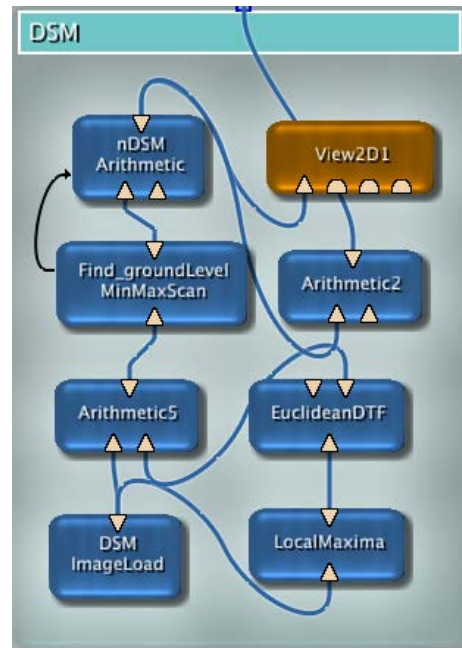 DSM
nDSM
Arithmetic
View2D1
Find_groundLevel
MinMaxScan
Arithmetic2
Arithmetic5
EuclideanDTF
DSM
ImageLoad
LocalMaxima